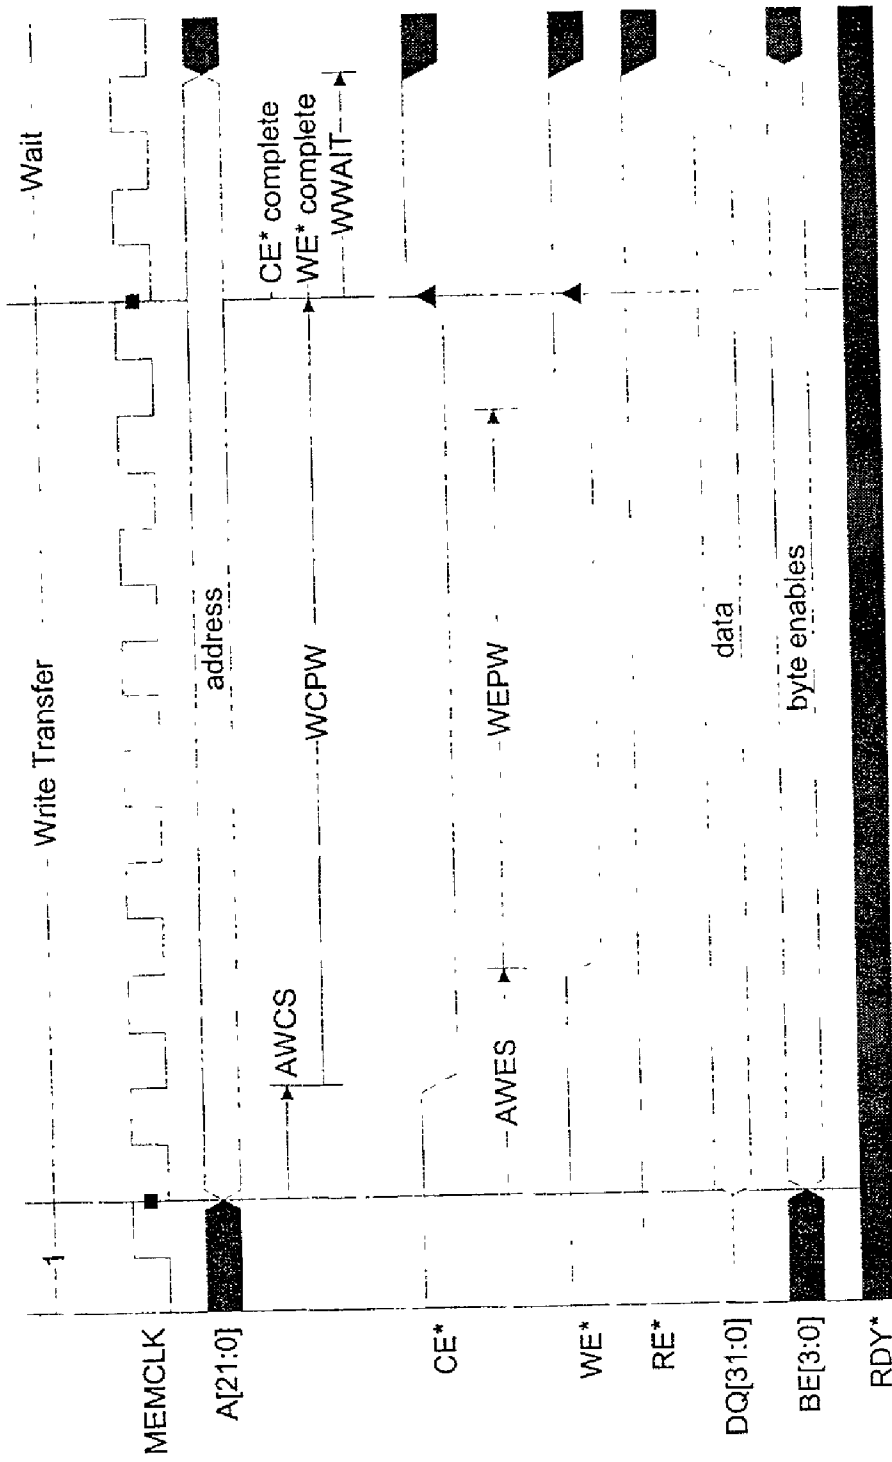 1
Write Transfer
Wait
MEMCLK
A[21:0]
address
AWCS
CE* complete
WCPW
WE* complete
WWAIT
CE*
AWES
WEPW
WE*
RE*
DQ[31:0]
data
BE[3:0]
byte enables
RDY*